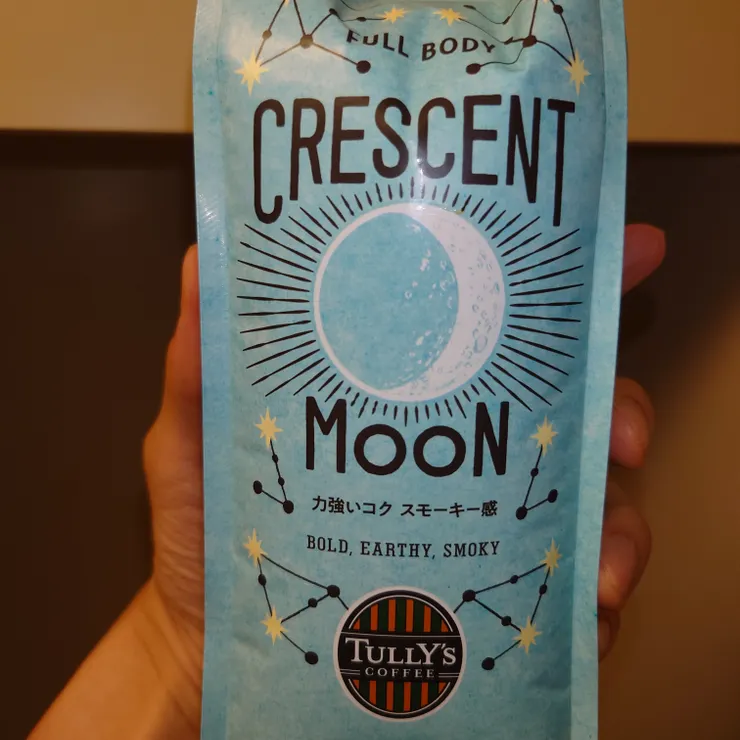 FULL BODY
CRESCENT
MOON
力強いコク スモーキー感
BOLD, EARTHY, SMOKY
TULLY'S
COFFEE